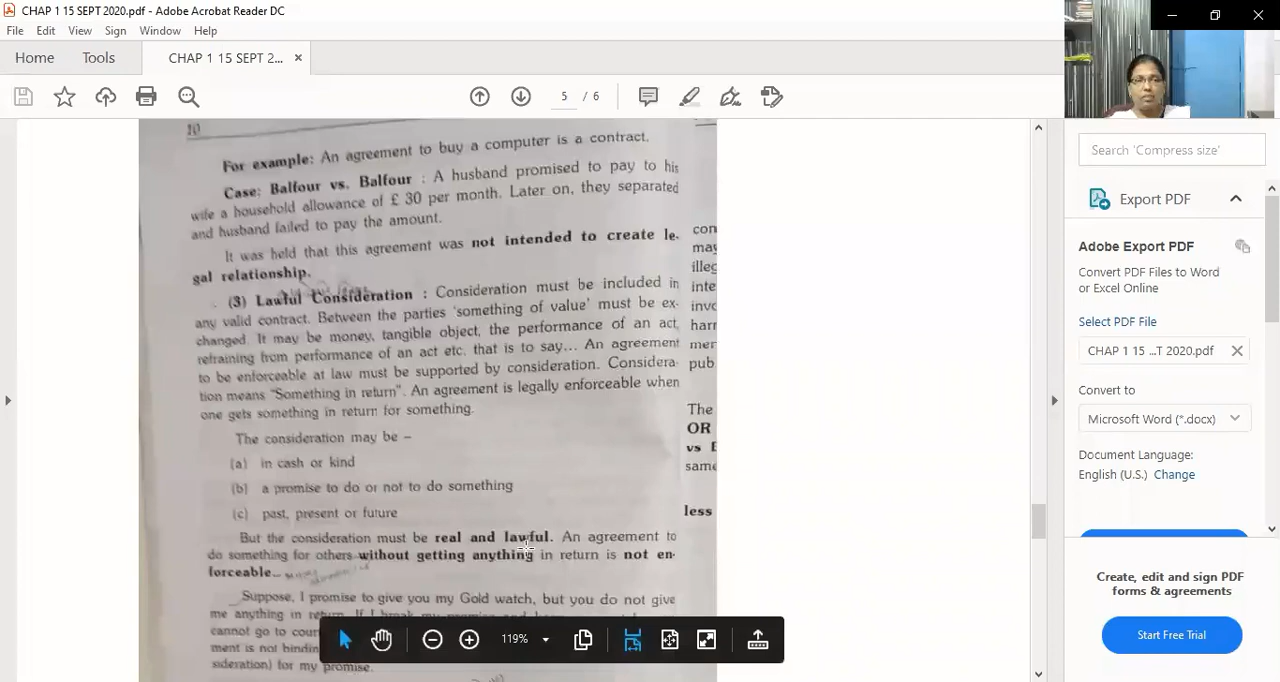 CHAP 1 15 SEPT 2020.pdf - Adobe Acrobat Reader DC
File Edit View Sign Window Help
Home Tools CHAP 1 15 SEPT 2... ×
5 / 6
10
For example: An agreement to buy a computer is a contract.
Case: Balfour vs. Balfour : A husband promised to pay to his
wife a household allowance of £ 30 per month. Later on, they separated
and husband failed to pay the amount.
It was held that this agreement was not intended to create le-
gal relationship.
(3) Lawful Consideration : Consideration must be included in
any valid contract. Between the parties 'something of value' must be ex-
changed. It may be money, tangible object, the performance of an act,
refraining from performance of an act etc. that is to say... An agreement
to be enforceable at law must be supported by consideration. Considera-
tion means "Something in return". An agreement is legally enforceable when
one gets something in return for something.
The consideration may be –
(a) in cash or kind
(b) a promise to do or not to do something
(c) past, present or future
But the consideration must be real and lawful. An agreement to
do something for others without getting anything in return is not en-
forceable.
Suppose, I promise to give you my Gold watch, but you do not give
me anything in return. If I break my promise
cannot go to cour
ment is not bindin
sideration) for my promise.
con
may
illeg
inte
invo
harr
mer
pub
The
OR
vs E
same
less
119%
Search 'Compress size'
Export PDF
Adobe Export PDF
Convert PDF Files to Word
or Excel Online
Select PDF File
CHAP 1 15 ...T 2020.pdf
Convert to
Microsoft Word (*.docx)
Document Language:
English (U.S.) Change
Create, edit and sign PDF
forms & agreements
Start Free Trial